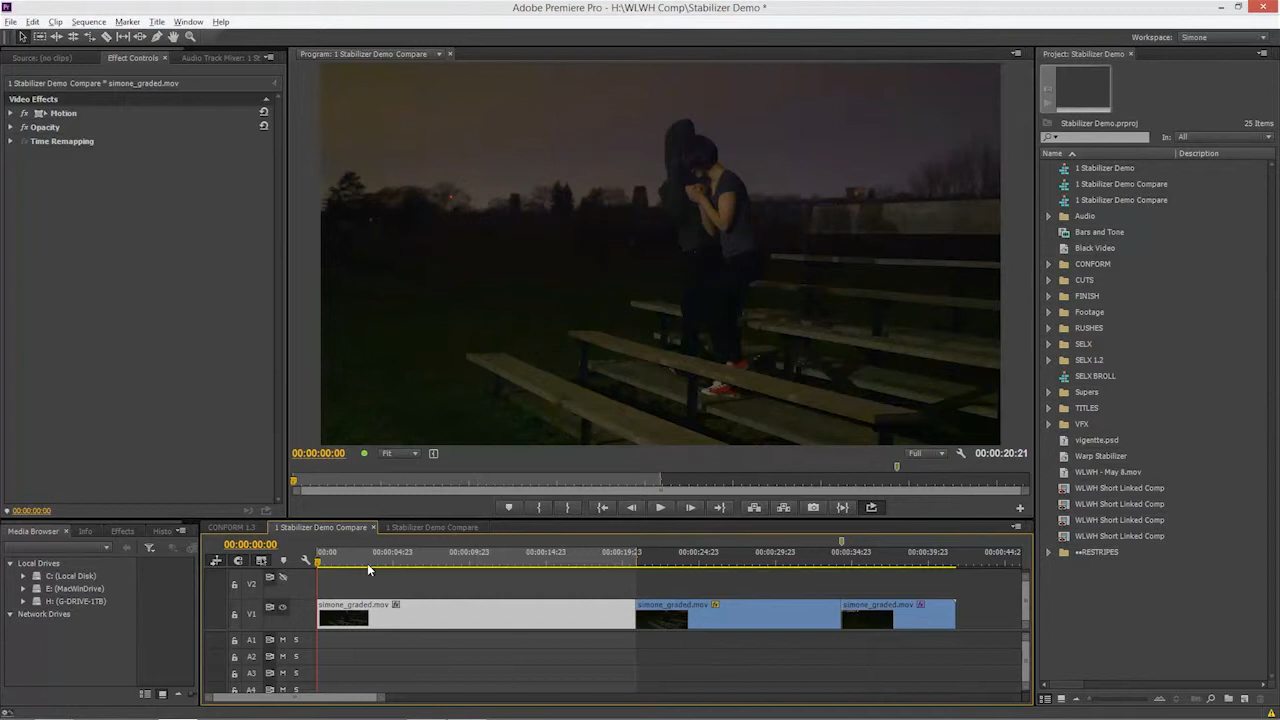 Adobe Premiere Pro - H:\WLWH Comp\Stabilizer Demo *
File Edit Clip Sequence Marker Title Window Help
Workspace: Simone
Source: (no clips) Effect Controls Audio Track Mixer: 1 St
1 Stabilizer Demo Compare * simone_graded.mov
Video Effects
fx Motion
fx Opacity
Time Remapping
00:00:00:00
Program: 1 Stabilizer Demo Compare
00:00:00:00 Fit Full 00:00:20:21
Project: Stabilizer Demo
Stabilizer Demo.prproj
25 Items
In: All
Name Description
1 Stabilizer Demo
1 Stabilizer Demo Compare
1 Stabilizer Demo Compare
Audio
Bars and Tone
Black Video
CONFORM
CUTS
FINISH
Footage
RUSHES
SELX
SELX 1.2
SELX BROLL
Supers
TITLES
VFX
vigentte.psd
Warp Stabilizer
WLWH - May 8.mov
WLWH Short Linked Comp
WLWH Short Linked Comp
WLWH Short Linked Comp
WLWH Short Linked Comp
**RESTRIPES
Media Browser Info Effects Histo
Local Drives
C: (Local Disk)
E: (MacWinDrive)
H: (G-DRIVE-1TB)
Network Drives
CONFORM 1.3 1 Stabilizer Demo Compare 1 Stabilizer Demo Compare
00:00:00:00
00:00 00:00:04:23 00:00:09:23 00:00:14:23 00:00:19:23 00:00:24:23 00:00:29:23 00:00:34:23 00:00:39:23 00:00:44:2
V2
V1
simone_graded.mov simone_graded.mov simone_graded.mov
A1 M S
A2 M S
A3 M S
A4 M S